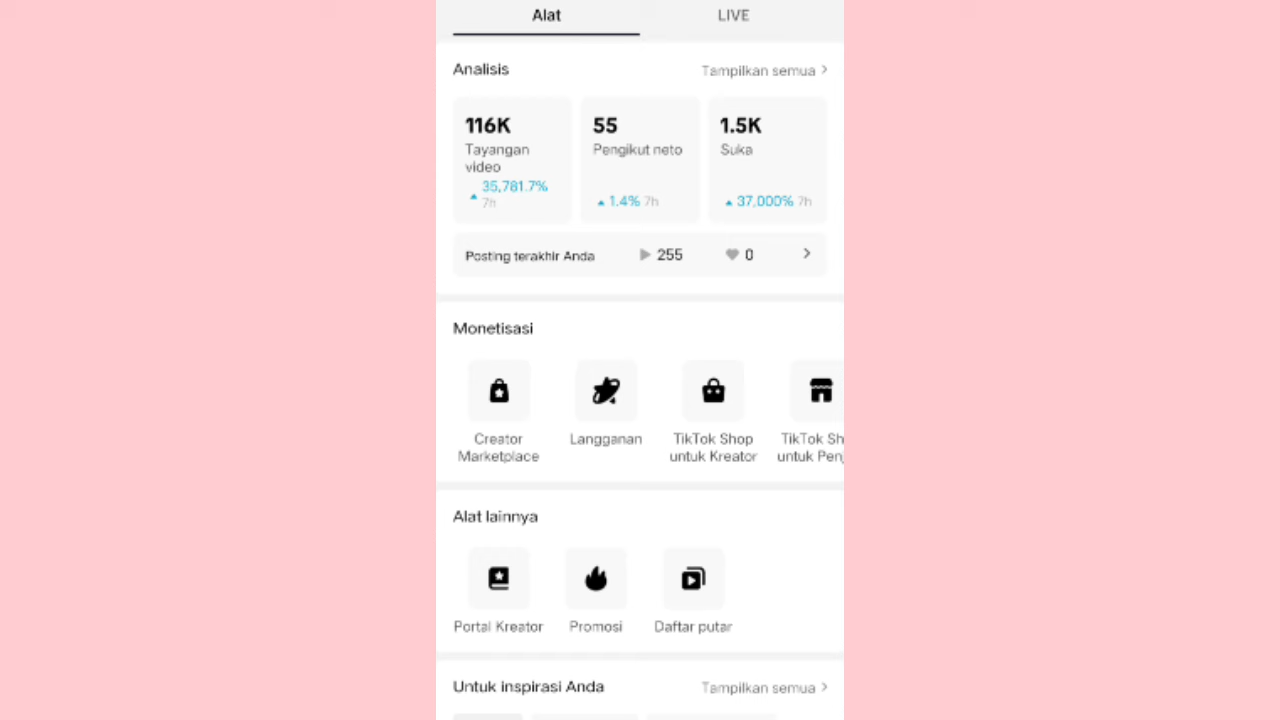 Alat LIVE
Analisis Tampilkan semua >
116K 55 1.5K
Tayangan Pengikut neto Suka
video
35,781.7%
7h 1.4% 7h 37,000% 7h
Posting terakhir Anda 255 0 >
Monetisasi
Creator Langganan TikTok Shop TikTok Sh
Marketplace untuk Kreator untuk Penj
Alat lainnya
Portal Kreator Promosi Daftar putar
Untuk inspirasi Anda Tampilkan semua >